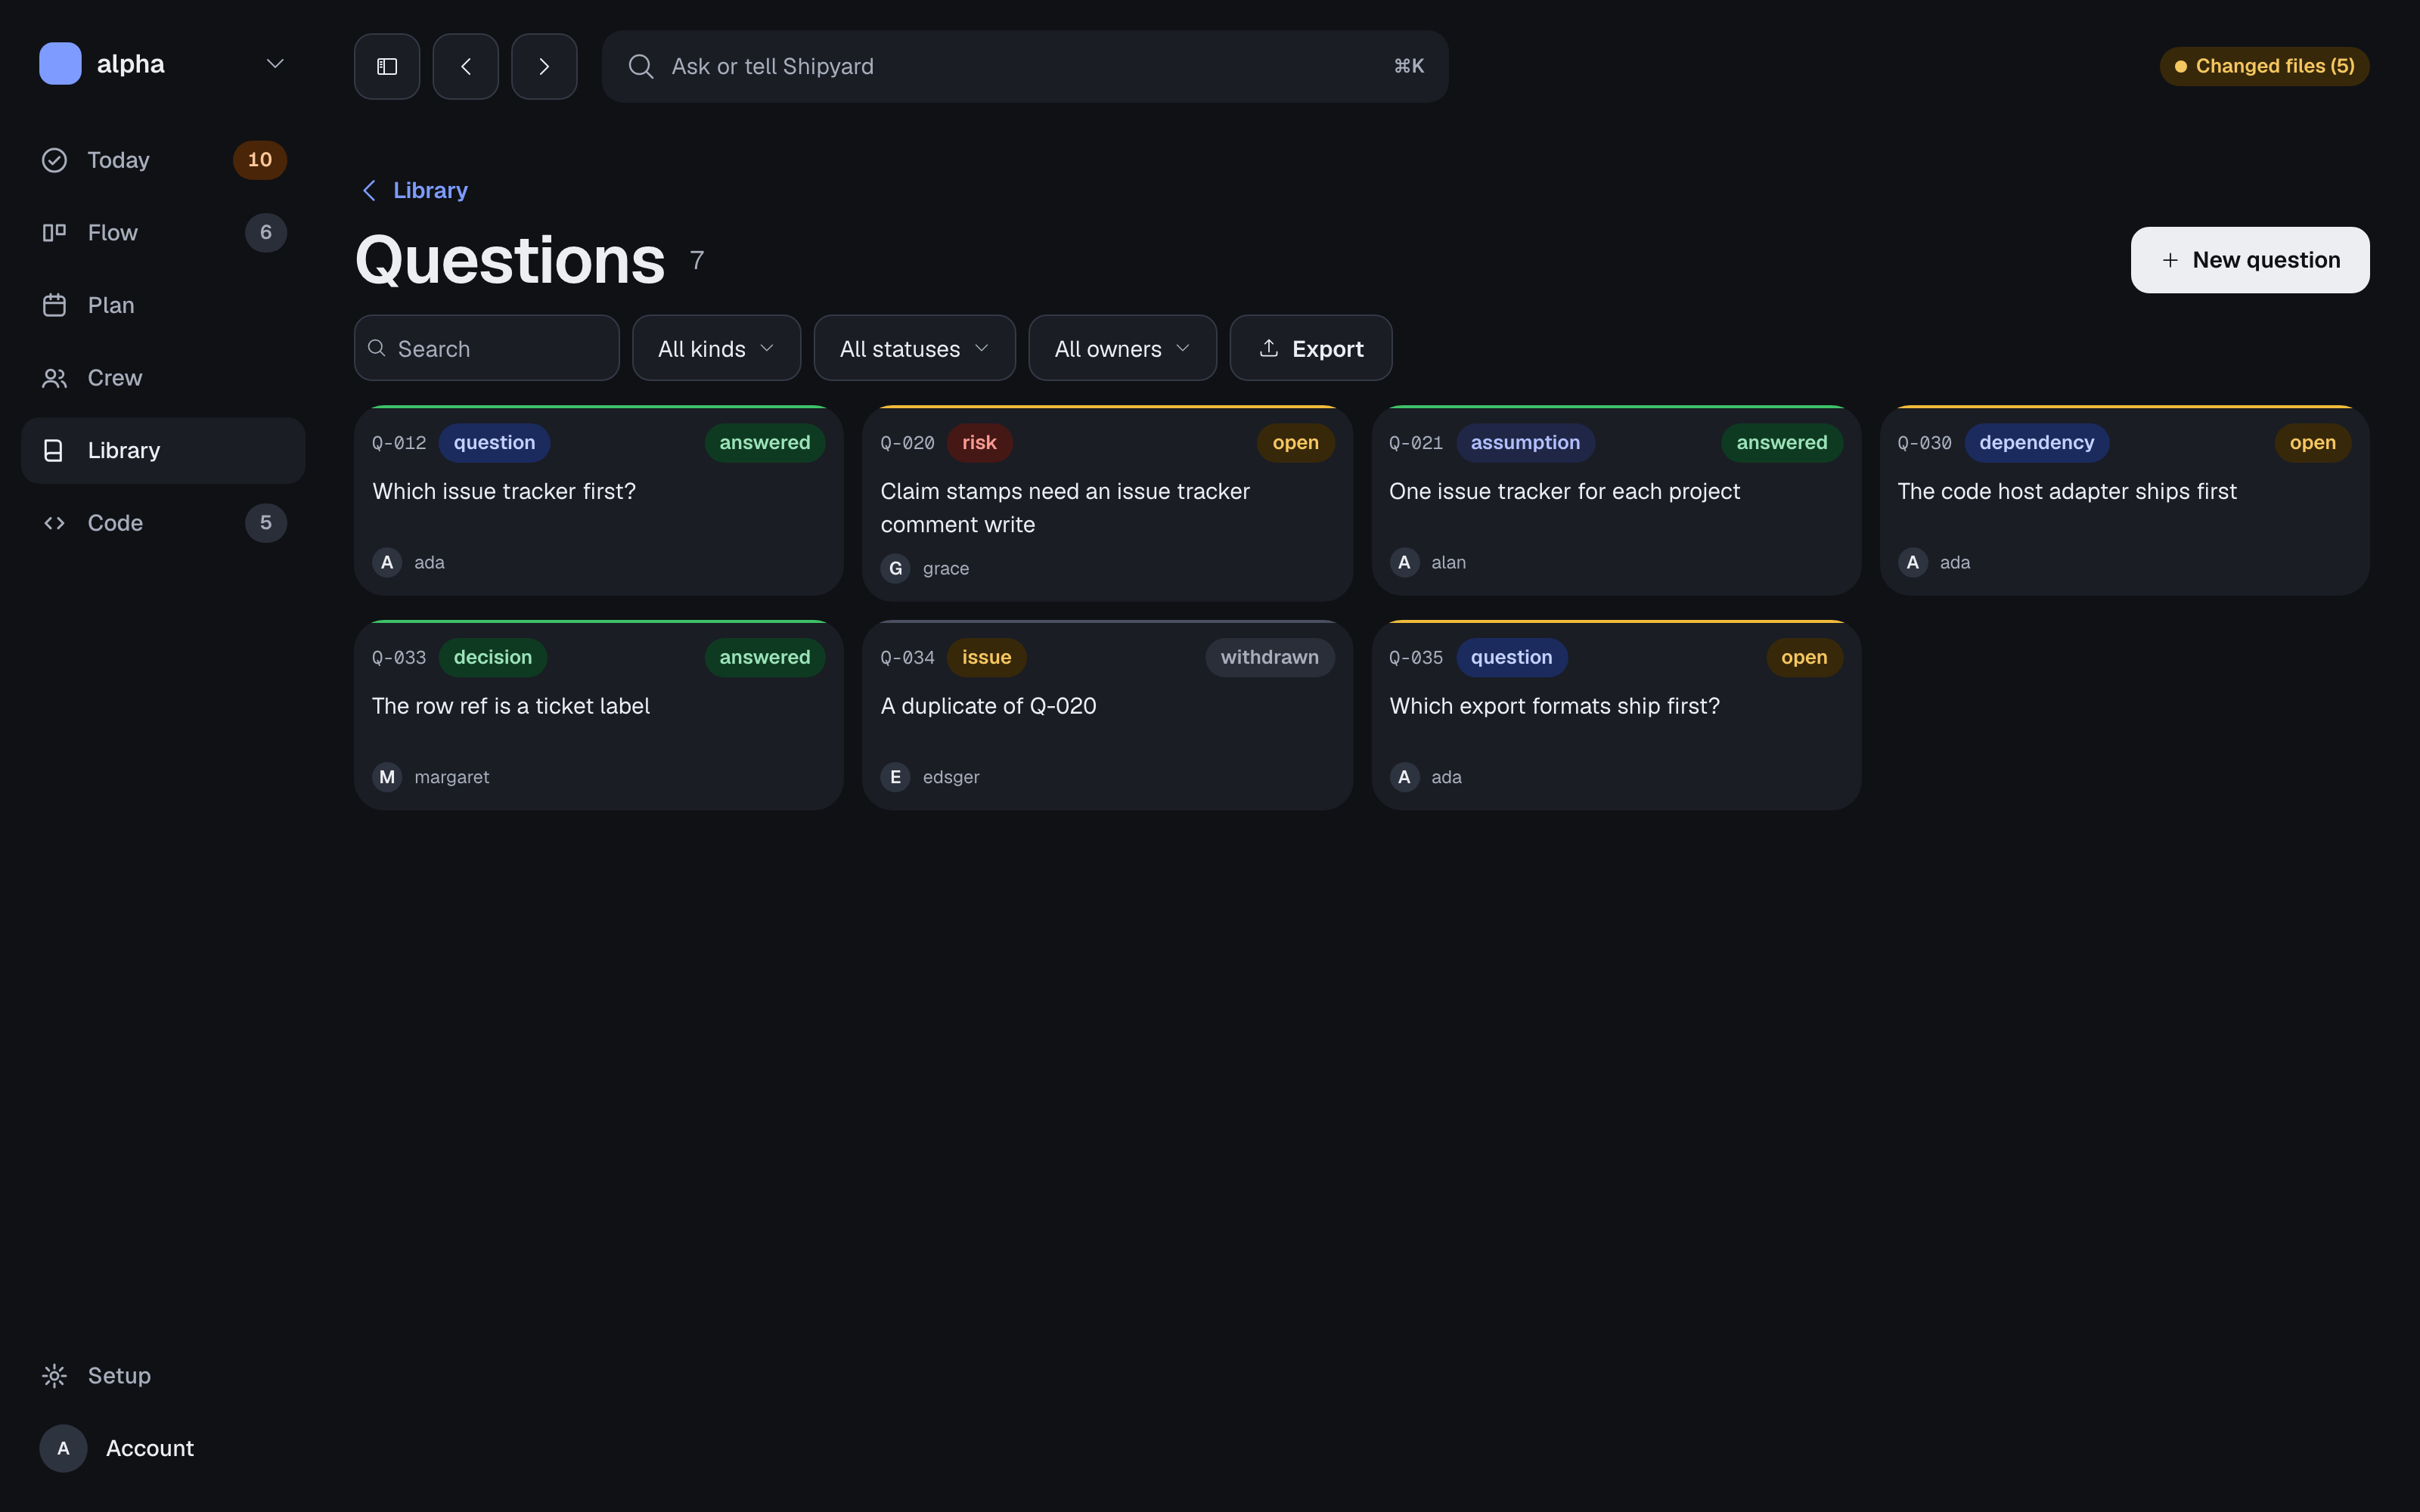 alpha
Ask or tell Shipyard
⌘K
Changed files (5)
Today
10
Flow
6
Plan
Crew
Library
Code
5
Library
Questions 7
New question
Search
All kinds
All statuses
All owners
Export
Q-012 question answered
Which issue tracker first?
A ada
Q-020 risk open
Claim stamps need an issue tracker
comment write
G grace
Q-021 assumption answered
One issue tracker for each project
A alan
Q-030 dependency open
The code host adapter ships first
A ada
Q-033 decision answered
The row ref is a ticket label
M margaret
Q-034 issue withdrawn
A duplicate of Q-020
E edsger
Q-035 question open
Which export formats ship first?
A ada
Setup
A Account